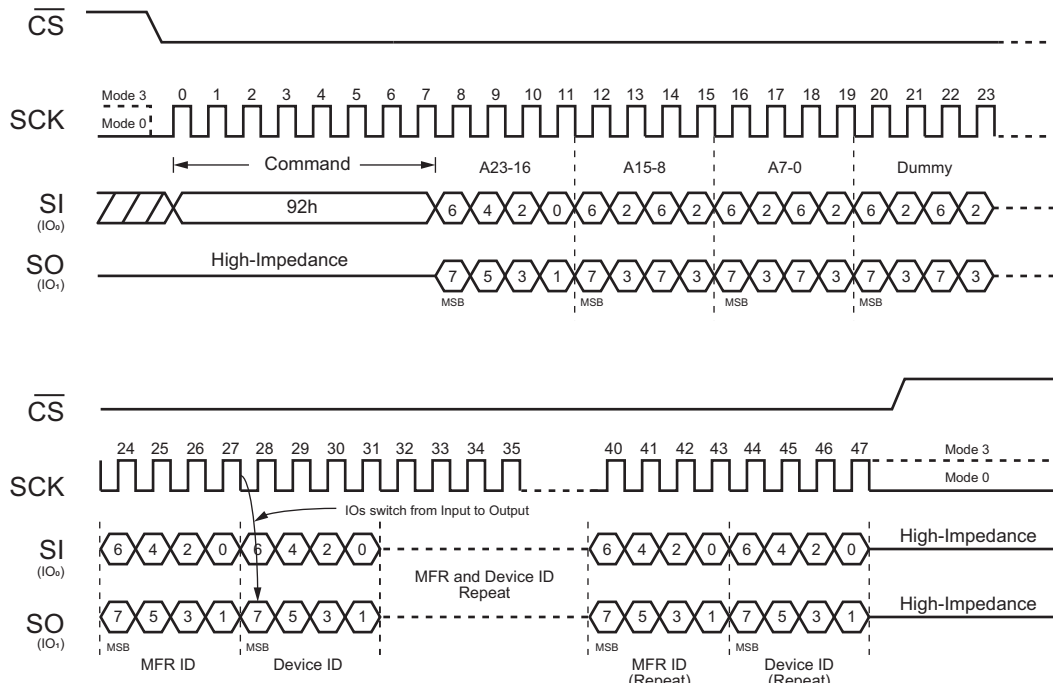 CS
Mode 3
Mode 0
0 1 2 3 4 5 6 7 8 9 10 11 12 13 14 15 16 17 18 19 20 21 22 23
SCK
Command
A23-16
A15-8
A7-0
Dummy
SI
(IO₀)
92h
6 4 2 0 6 2 6 2 6 2 6 2 6 2 6 2
SO
(IO₁)
High-Impedance
7 5 3 1 7 3 7 3 7 3 7 3 7 3 7 3
MSB MSB MSB MSB
CS
24 25 26 27 28 29 30 31 32 33 34 35 40 41 42 43 44 45 46 47
Mode 3
Mode 0
SCK
IOs switch from Input to Output
SI
(IO₀)
6 4 2 0 6 4 2 0
6 4 2 0 6 4 2 0
High-Impedance
MFR and Device ID
Repeat
SO
(IO₁)
7 5 3 1 7 5 3 1
7 5 3 1 7 5 3 1
High-Impedance
MSB MSB MSB MSB
MFR ID
Device ID
MFR ID
(Repeat)
Device ID
(Repeat)